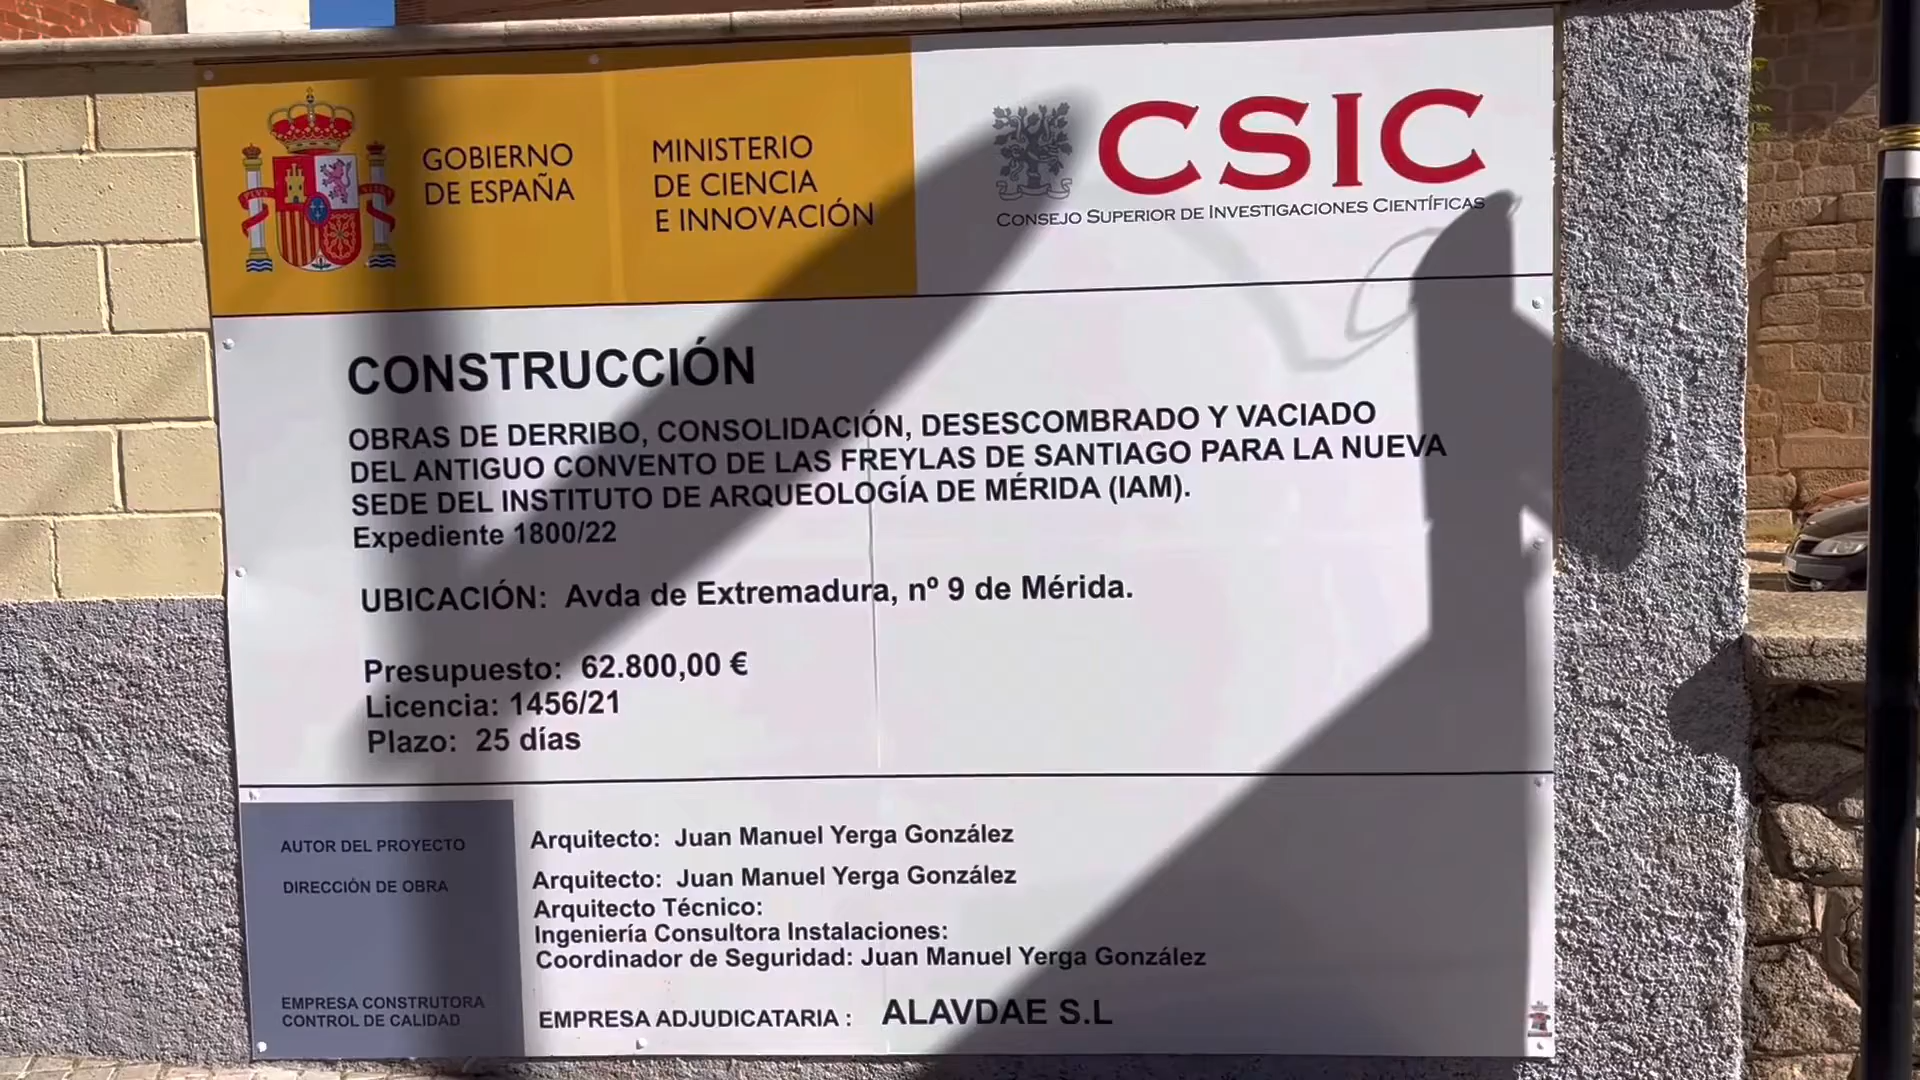 GOBIERNO
DE ESPAÑA
MINISTERIO
DE CIENCIA
E INNOVACIÓN
CSIC
CONSEJO SUPERIOR DE INVESTIGACIONES CIENTÍFICAS
CONSTRUCCIÓN
OBRAS DE DERRIBO, CONSOLIDACIÓN, DESESCOMBRADO Y VACIADO
DEL ANTIGUO CONVENTO DE LAS FREYLAS DE SANTIAGO PARA LA NUEVA
SEDE DEL INSTITUTO DE ARQUEOLOGÍA DE MÉRIDA (IAM).
Expediente 1800/22
UBICACIÓN: Avda de Extremadura, nº 9 de Mérida.
Presupuesto: 62.800,00 €
Licencia: 1456/21
Plazo: 25 días
AUTOR DEL PROYECTO
Arquitecto: Juan Manuel Yerga González
DIRECCIÓN DE OBRA
Arquitecto: Juan Manuel Yerga González
Arquitecto Técnico:
Ingeniería Consultora Instalaciones:
Coordinador de Seguridad: Juan Manuel Yerga González
EMPRESA CONSTRUTORA
CONTROL DE CALIDAD
EMPRESA ADJUDICATARIA : ALAVDAE S.L